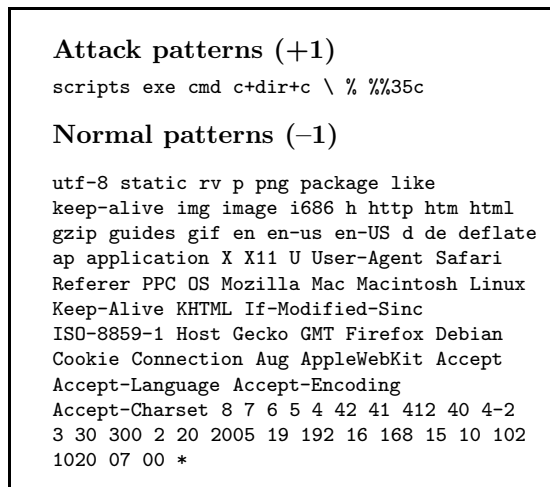 Attack patterns (+1)
scripts exe cmd c+dir+c \ % %%35c
Normal patterns (–1)
utf-8 static rv p png package like
keep-alive img image i686 h http htm html
gzip guides gif en en-us en-US d de deflate
ap application X X11 U User-Agent Safari
Referer PPC OS Mozilla Mac Macintosh Linux
Keep-Alive KHTML If-Modified-Sinc
ISO-8859-1 Host Gecko GMT Firefox Debian
Cookie Connection Aug AppleWebKit Accept
Accept-Language Accept-Encoding
Accept-Charset 8 7 6 5 4 42 41 412 40 4-2
3 30 300 2 20 2005 19 192 16 168 15 10 102
1020 07 00 *